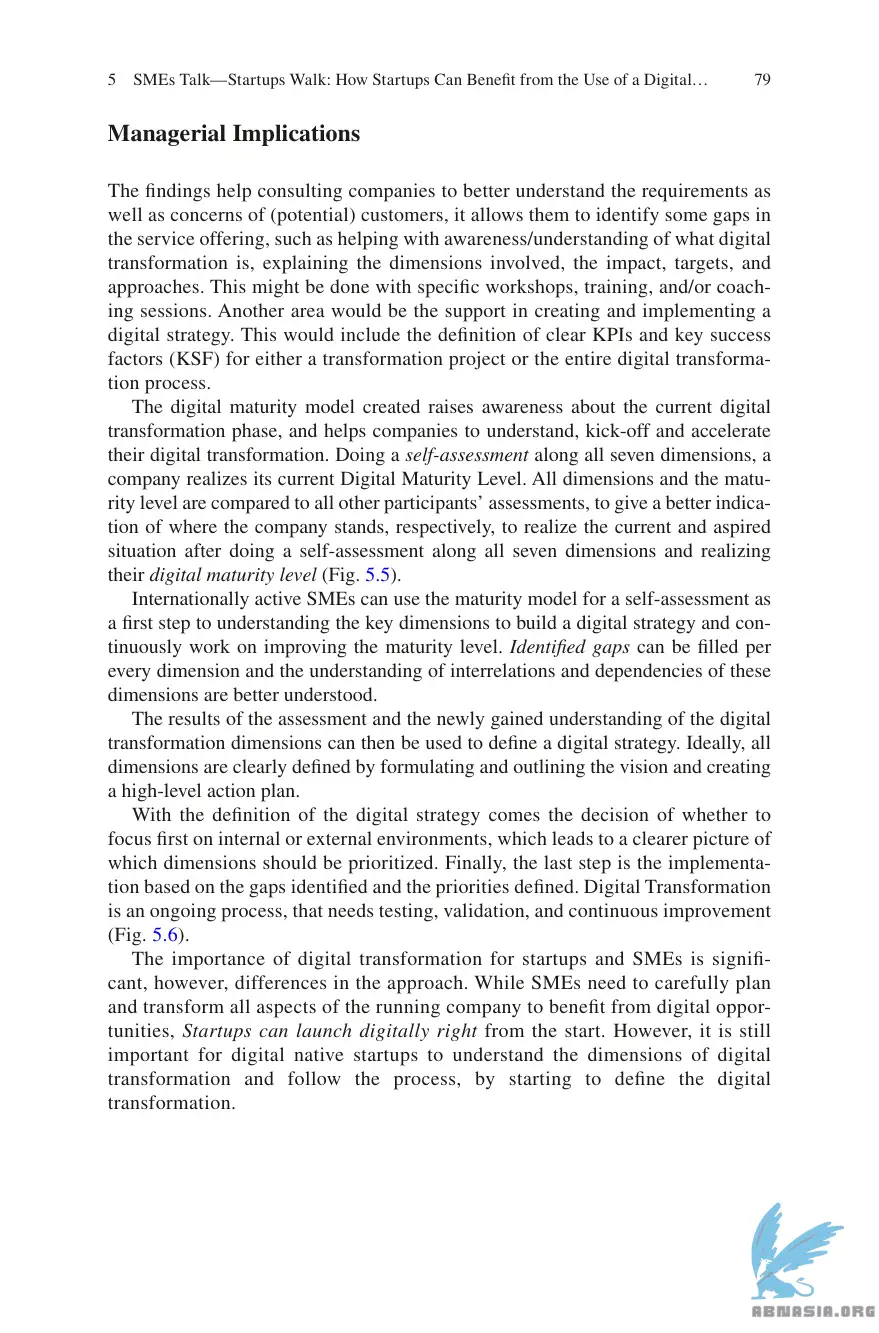 5 SMEs Talk—Startups Walk: How Startups Can Benefit from the Use of a Digital… 79
Managerial Implications
The findings help consulting companies to better understand the requirements as
well as concerns of (potential) customers, it allows them to identify some gaps in
the service offering, such as helping with awareness/understanding of what digital
transformation is, explaining the dimensions involved, the impact, targets, and
approaches. This might be done with specific workshops, training, and/or coach-
ing sessions. Another area would be the support in creating and implementing a
digital strategy. This would include the definition of clear KPIs and key success
factors (KSF) for either a transformation project or the entire digital transforma-
tion process.
The digital maturity model created raises awareness about the current digital
transformation phase, and helps companies to understand, kick-off and accelerate
their digital transformation. Doing a self-assessment along all seven dimensions, a
company realizes its current Digital Maturity Level. All dimensions and the matu-
rity level are compared to all other participants’ assessments, to give a better indica-
tion of where the company stands, respectively, to realize the current and aspired
situation after doing a self-assessment along all seven dimensions and realizing
their digital maturity level (Fig. 5.5).
Internationally active SMEs can use the maturity model for a self-assessment as
a first step to understanding the key dimensions to build a digital strategy and con-
tinuously work on improving the maturity level. Identified gaps can be filled per
every dimension and the understanding of interrelations and dependencies of these
dimensions are better understood.
The results of the assessment and the newly gained understanding of the digital
transformation dimensions can then be used to define a digital strategy. Ideally, all
dimensions are clearly defined by formulating and outlining the vision and creating
a high-level action plan.
With the definition of the digital strategy comes the decision of whether to
focus first on internal or external environments, which leads to a clearer picture of
which dimensions should be prioritized. Finally, the last step is the implementa-
tion based on the gaps identified and the priorities defined. Digital Transformation
is an ongoing process, that needs testing, validation, and continuous improvement
(Fig. 5.6).
The importance of digital transformation for startups and SMEs is signifi-
cant, however, differences in the approach. While SMEs need to carefully plan
and transform all aspects of the running company to benefit from digital oppor-
tunities, Startups can launch digitally right from the start. However, it is still
important for digital native startups to understand the dimensions of digital
transformation and follow the process, by starting to define the digital
transformation.
ABNASIA.ORG